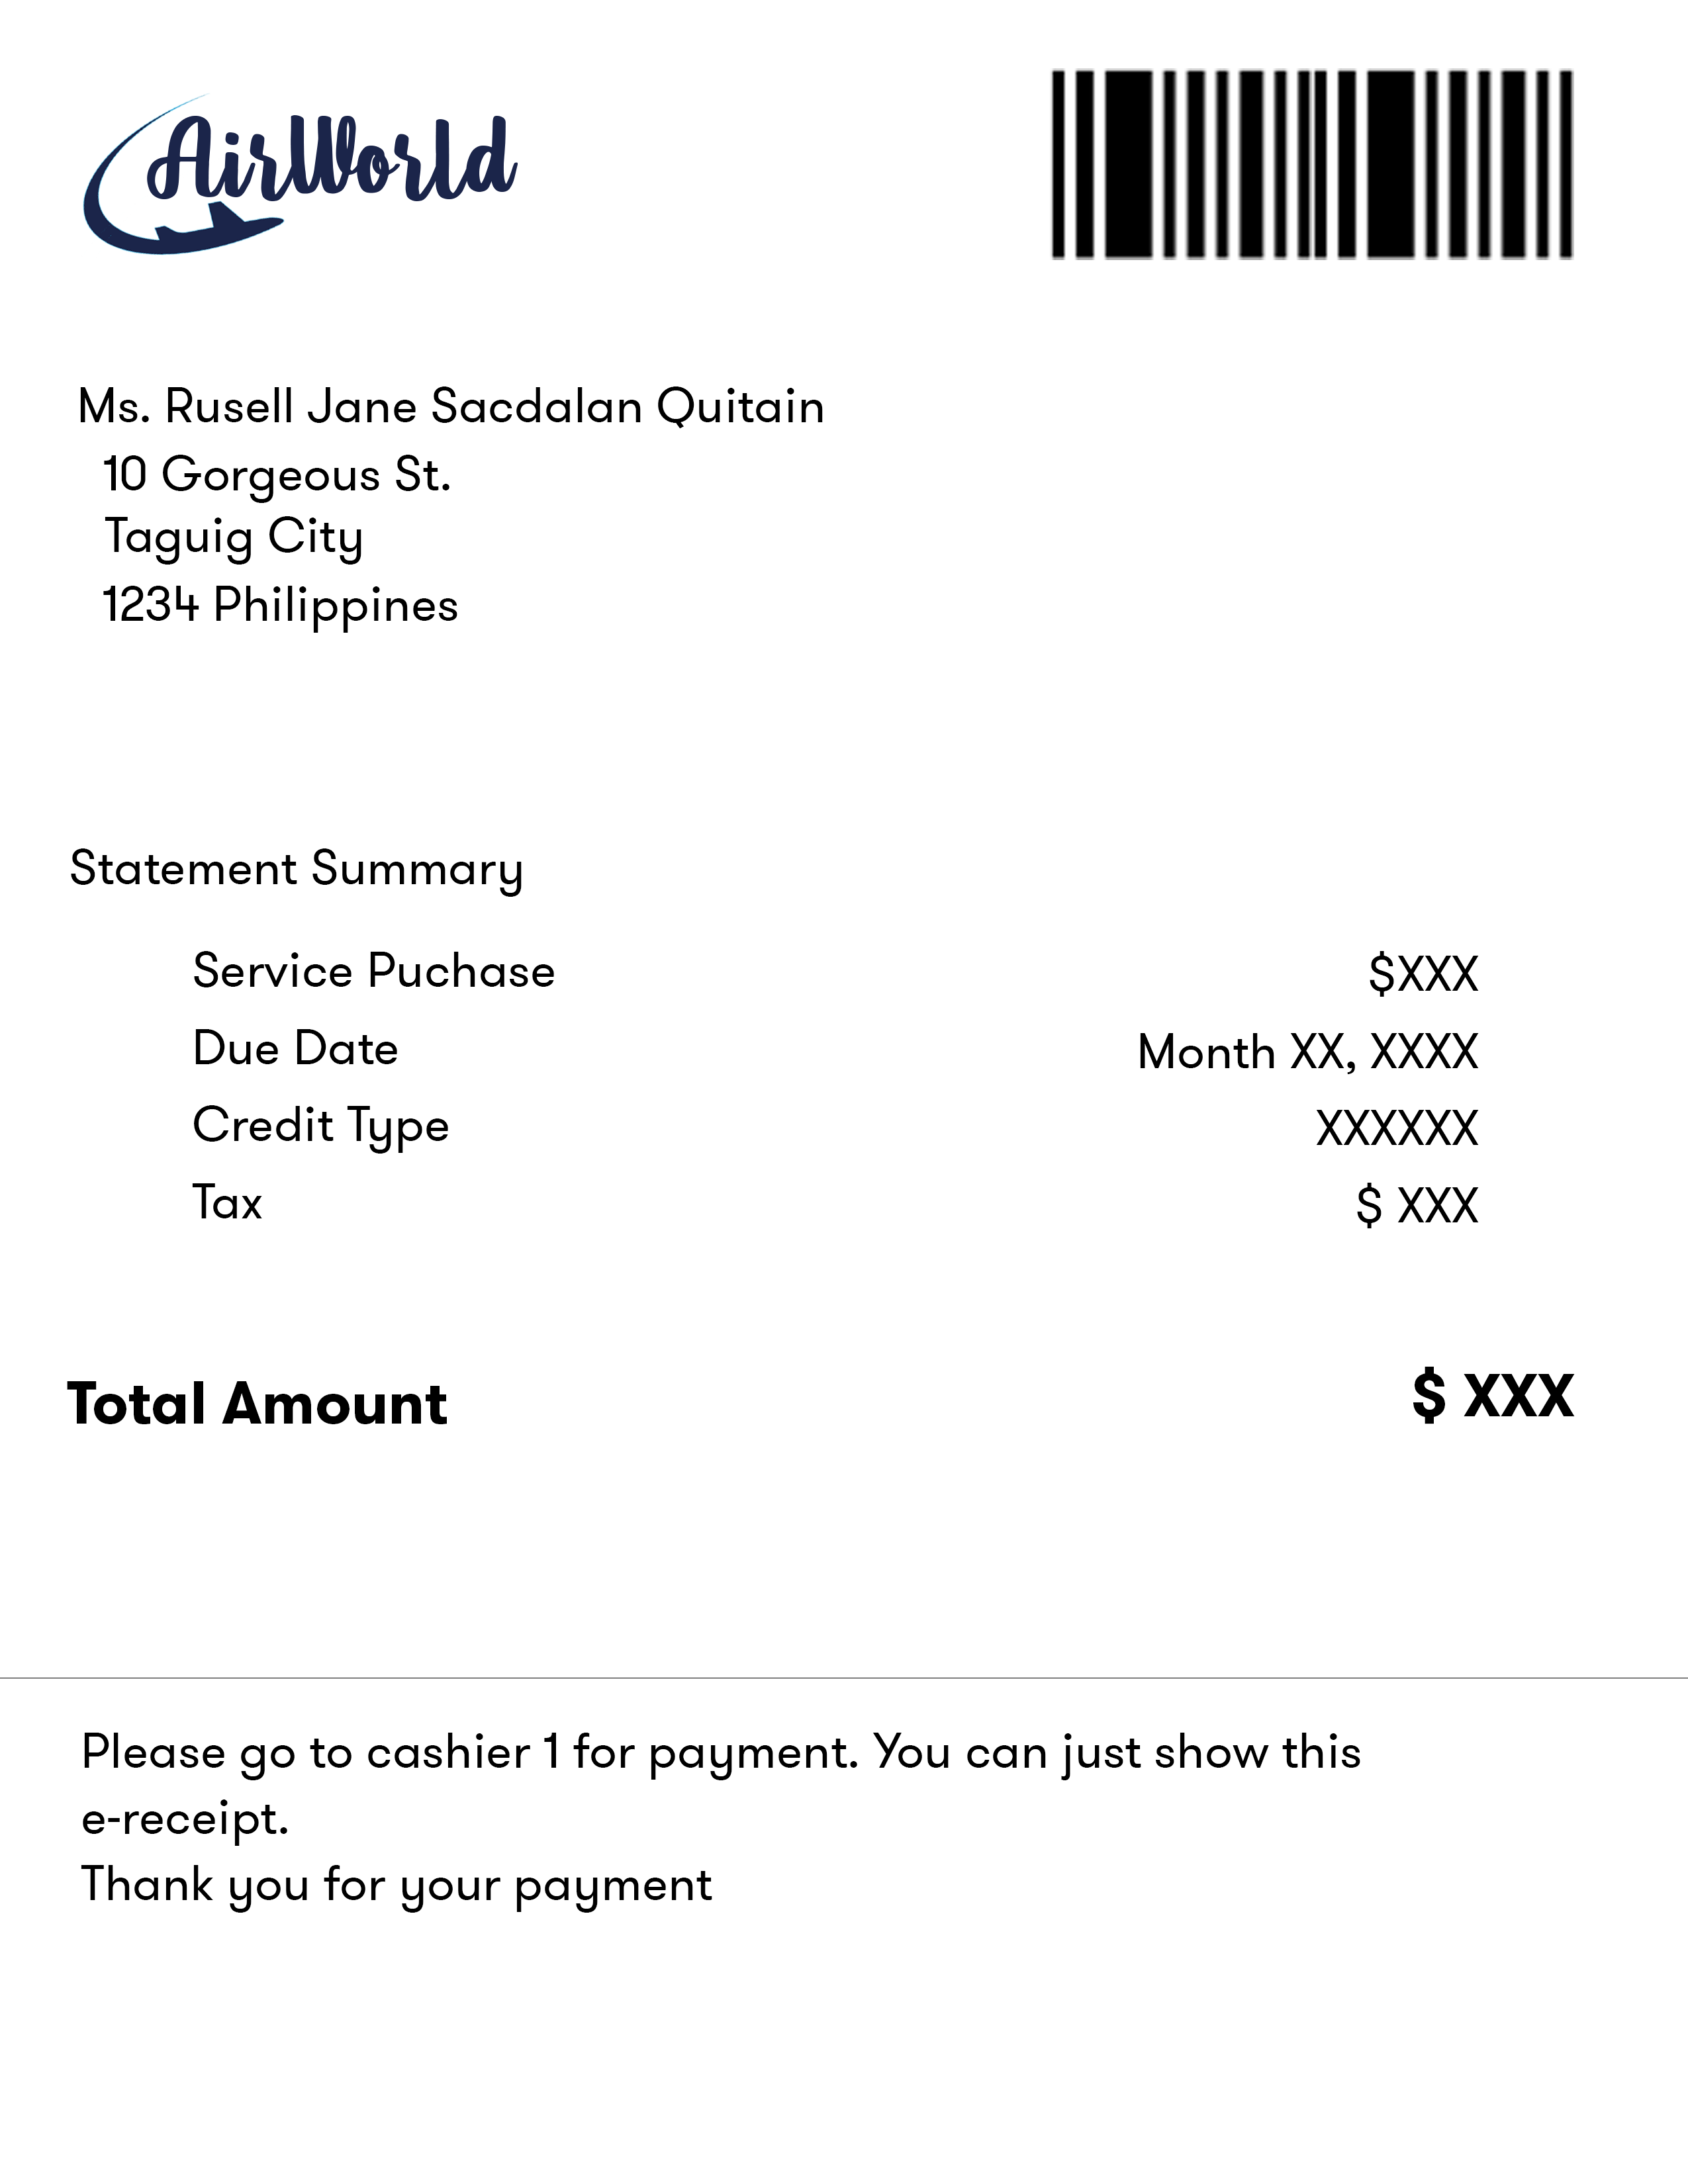 AirWorld
Ms. Rusell Jane Sacdalan Quitain
10 Gorgeous St.
Taguig City
1234 Philippines
Statement Summary
Service Puchase $XXX
Due Date Month XX, XXXX
Credit Type XXXXXX
Tax $ XXX
Total Amount $ XXX
Please go to cashier 1 for payment. You can just show this
e-receipt.
Thank you for your payment